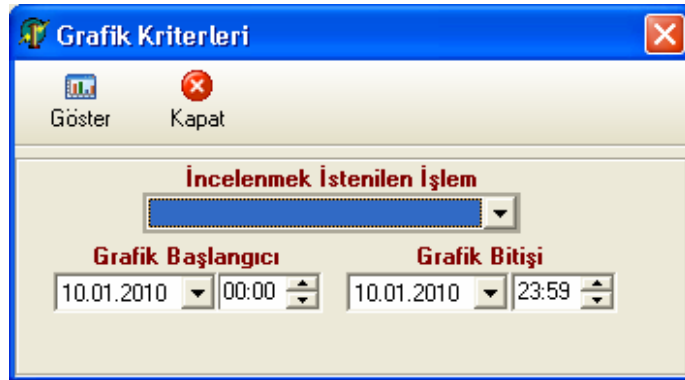 Grafik Kriterleri
Göster Kapat
İncelenmek İstenilen İşlem
Grafik Başlangıcı Grafik Bitişi
10.01.2010 00:00 10.01.2010 23:59